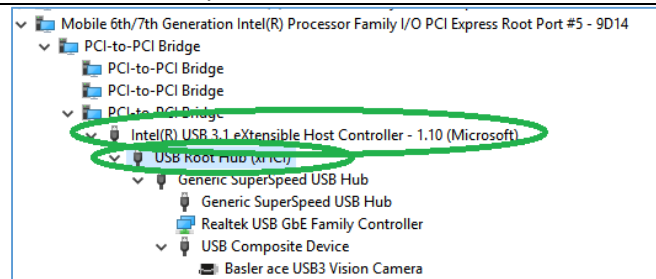 Mobile 6th/7th Generation Intel(R) Processor Family I/O PCI Express Root Port #5 - 9D14
PCI-to-PCI Bridge
PCI-to-PCI Bridge
PCI-to-PCI Bridge
PCI-to-PCI Bridge
Intel(R) USB 3.1 eXtensible Host Controller - 1.10 (Microsoft)
USB Root Hub (xHCI)
Generic SuperSpeed USB Hub
Generic SuperSpeed USB Hub
Realtek USB GbE Family Controller
USB Composite Device
Basler ace USB3 Vision Camera